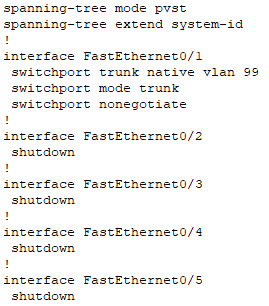 spanning-tree mode pvst
spanning-tree extend system-id
!
interface FastEthernet0/1
 switchport trunk native vlan 99
 switchport mode trunk
 switchport nonegotiate
!
interface FastEthernet0/2
 shutdown
!
interface FastEthernet0/3
 shutdown
!
interface FastEthernet0/4
 shutdown
!
interface FastEthernet0/5
 shutdown